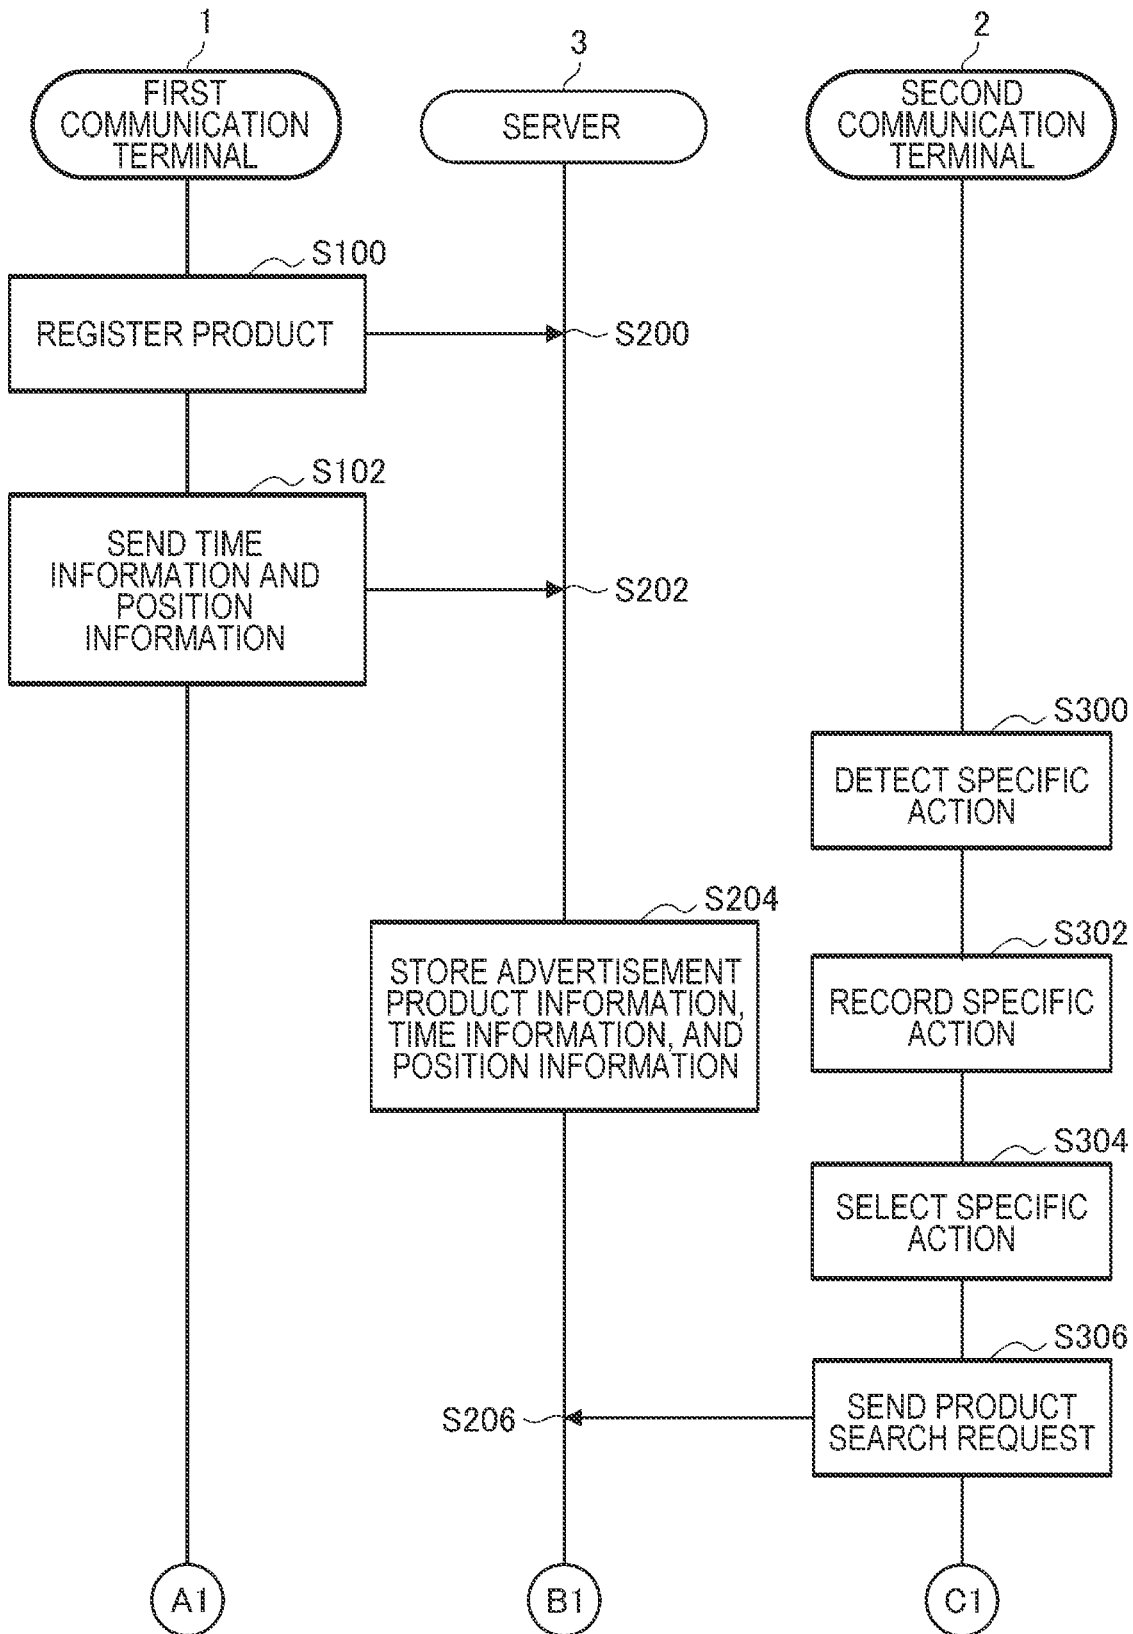 1
3
2
FIRST
COMMUNICATION
TERMINAL
SERVER
SECOND
COMMUNICATION
TERMINAL
S100
REGISTER PRODUCT
S200
S102
SEND TIME
INFORMATION AND
POSITION
INFORMATION
S202
S300
DETECT SPECIFIC
ACTION
S204
STORE ADVERTISEMENT
PRODUCT INFORMATION,
TIME INFORMATION, AND
POSITION INFORMATION
S302
RECORD SPECIFIC
ACTION
S304
SELECT SPECIFIC
ACTION
S306
SEND PRODUCT
SEARCH REQUEST
S206
A1
B1
C1